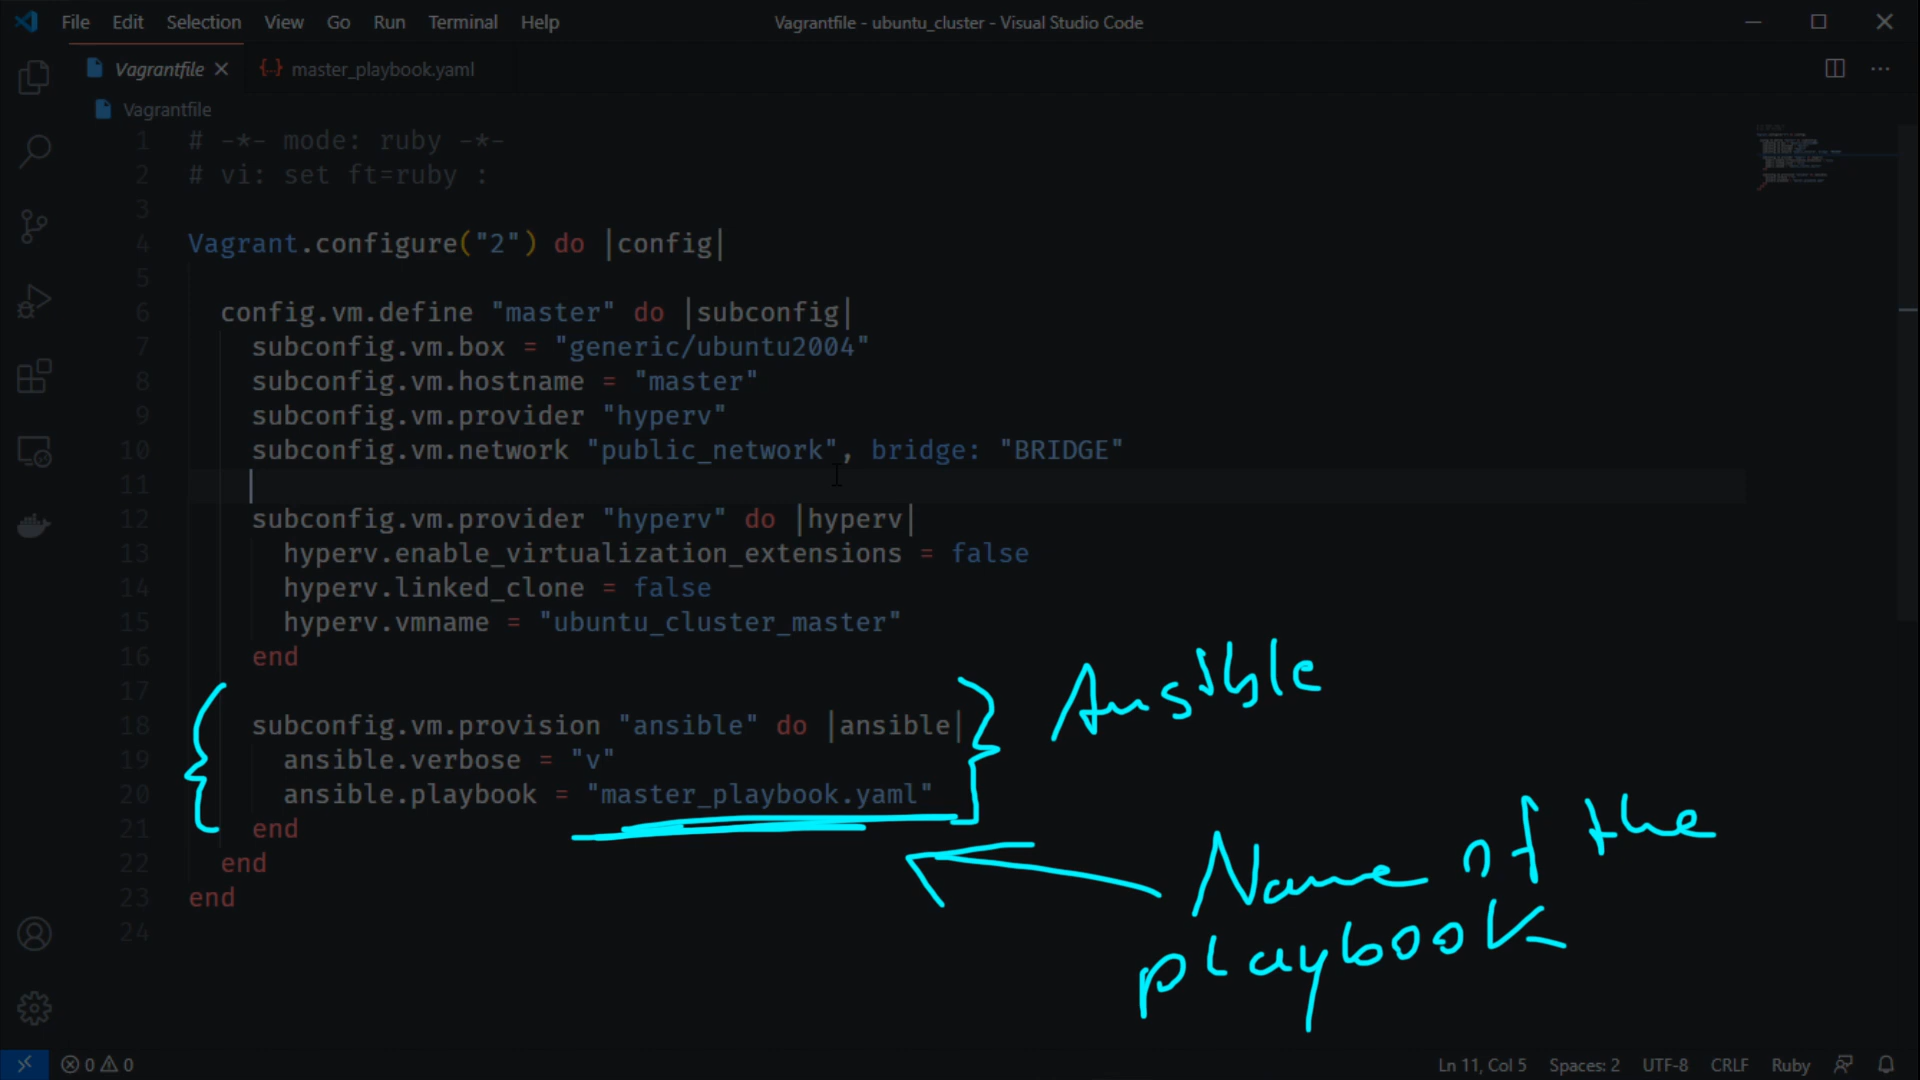 File Edit Selection View Go Run Terminal Help Vagrantfile - ubuntu_cluster - Visual Studio Code
Vagrantfile master_playbook.yaml
Vagrantfile
1 # -*- mode: ruby -*-
2 # vi: set ft=ruby :
3
4 Vagrant.configure("2") do |config|
5
6 config.vm.define "master" do |subconfig|
7 subconfig.vm.box = "generic/ubuntu2004"
8 subconfig.vm.hostname = "master"
9 subconfig.vm.provider "hyperv"
10 subconfig.vm.network "public_network", bridge: "BRIDGE"
11
12 subconfig.vm.provider "hyperv" do |hyperv|
13 hyperv.enable_virtualization_extensions = false
14 hyperv.linked_clone = false
15 hyperv.vmname = "ubuntu_cluster_master"
16 end
17
Ansible
18 subconfig.vm.provision "ansible" do |ansible|
19 ansible.verbose = "v"
20 ansible.playbook = "master_playbook.yaml"
21 end
22 end
23 end
24
Name of the
playbook
0 0 Ln 11, Col 5 Spaces: 2 UTF-8 CRLF Ruby